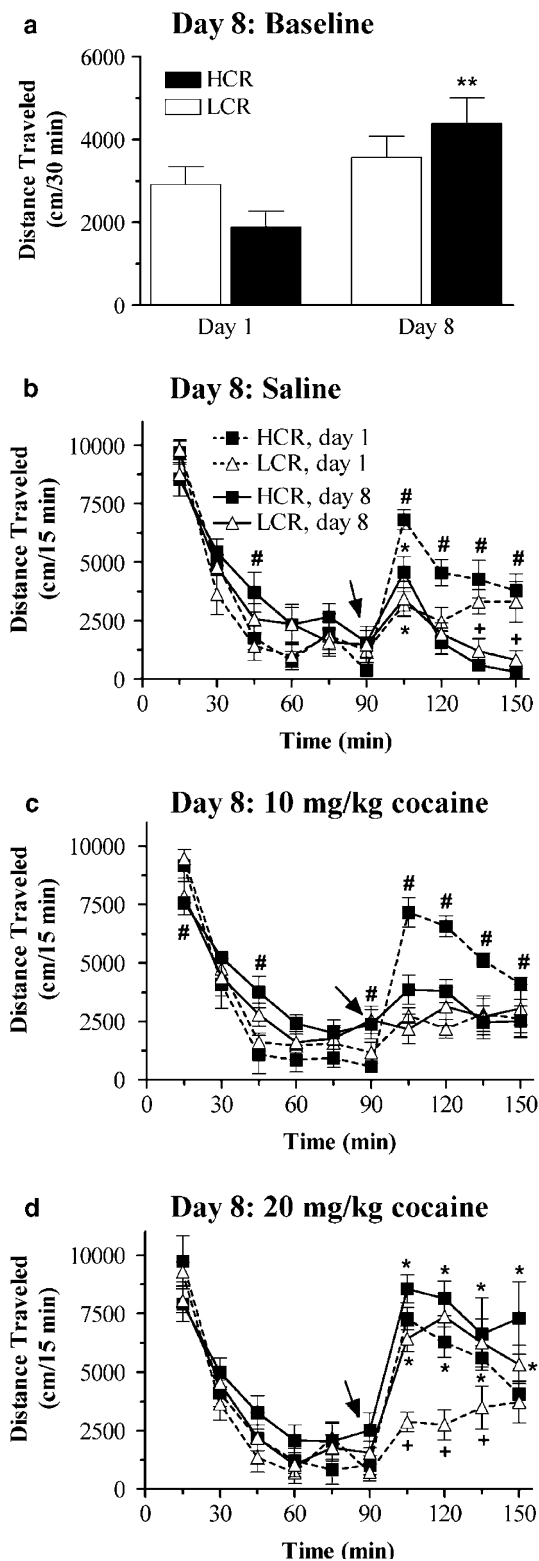 a Day 8: Baseline
6000
4000
2000
0
Distance Traveled
(cm/30 min)
HCR
LCR
**
Day 1 Day 8
b Day 8: Saline
10000
7500
5000
2500
0
Distance Traveled
(cm/15 min)
HCR, day 1
LCR, day 1
HCR, day 8
LCR, day 8
# # # # #
* *
+ +
0 30 60 90 120 150
Time (min)
c Day 8: 10 mg/kg cocaine
10000
7500
5000
2500
0
Distance Traveled
(cm/15 min)
# # # # # # #
0 30 60 90 120 150
Time (min)
d Day 8: 20 mg/kg cocaine
10000
7500
5000
2500
0
Distance Traveled
(cm/15 min)
* * * *
* * * *
+ + +
0 30 60 90 120 150
Time (min)